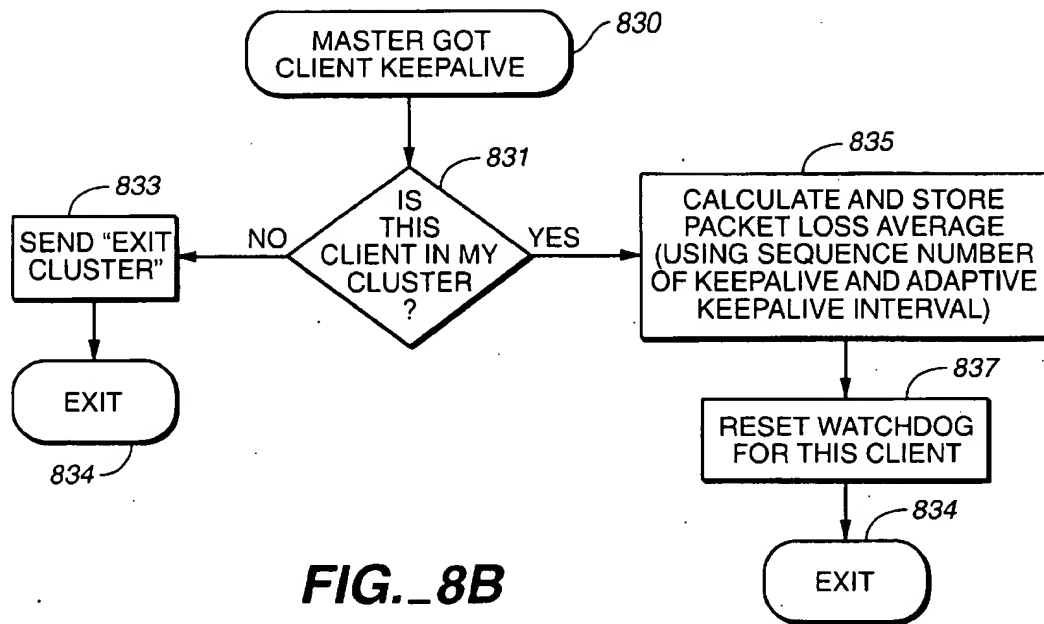 MASTER GOT
CLIENT KEEPALIVE
830
831
IS
THIS
CLIENT IN MY
CLUSTER
?
NO
YES
833
SEND "EXIT
CLUSTER"
EXIT
834
835
CALCULATE AND STORE
PACKET LOSS AVERAGE
(USING SEQUENCE NUMBER
OF KEEPALIVE AND ADAPTIVE
KEEPALIVE INTERVAL)
837
RESET WATCHDOG
FOR THIS CLIENT
834
EXIT
FIG._8B